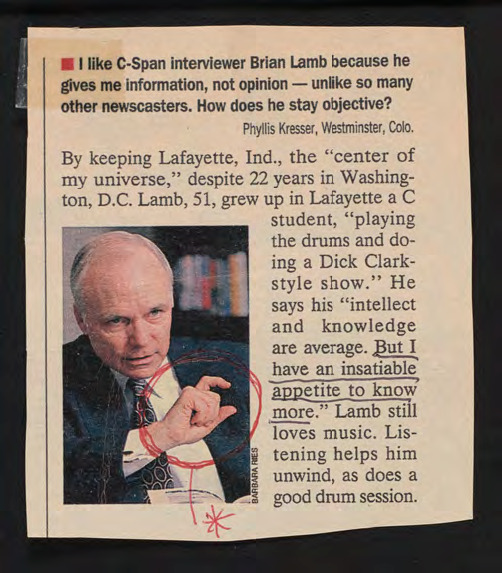 I like C-Span interviewer Brian Lamb because he
gives me information, not opinion — unlike so many
other newscasters. How does he stay objective?
Phyllis Kresser, Westminster, Colo.
By keeping Lafayette, Ind., the “center of
my universe,” despite 22 years in Washing-
ton, D.C. Lamb, 51, grew up in Lafayette a C
student, “playing
the drums and do-
ing a Dick Clark-
style show.” He
says his “intellect
and knowledge
are average. But I
have an insatiable
appetite to know
more.” Lamb still
loves music. Lis-
tening helps him
unwind, as does a
good drum session.
BARBARA RIES